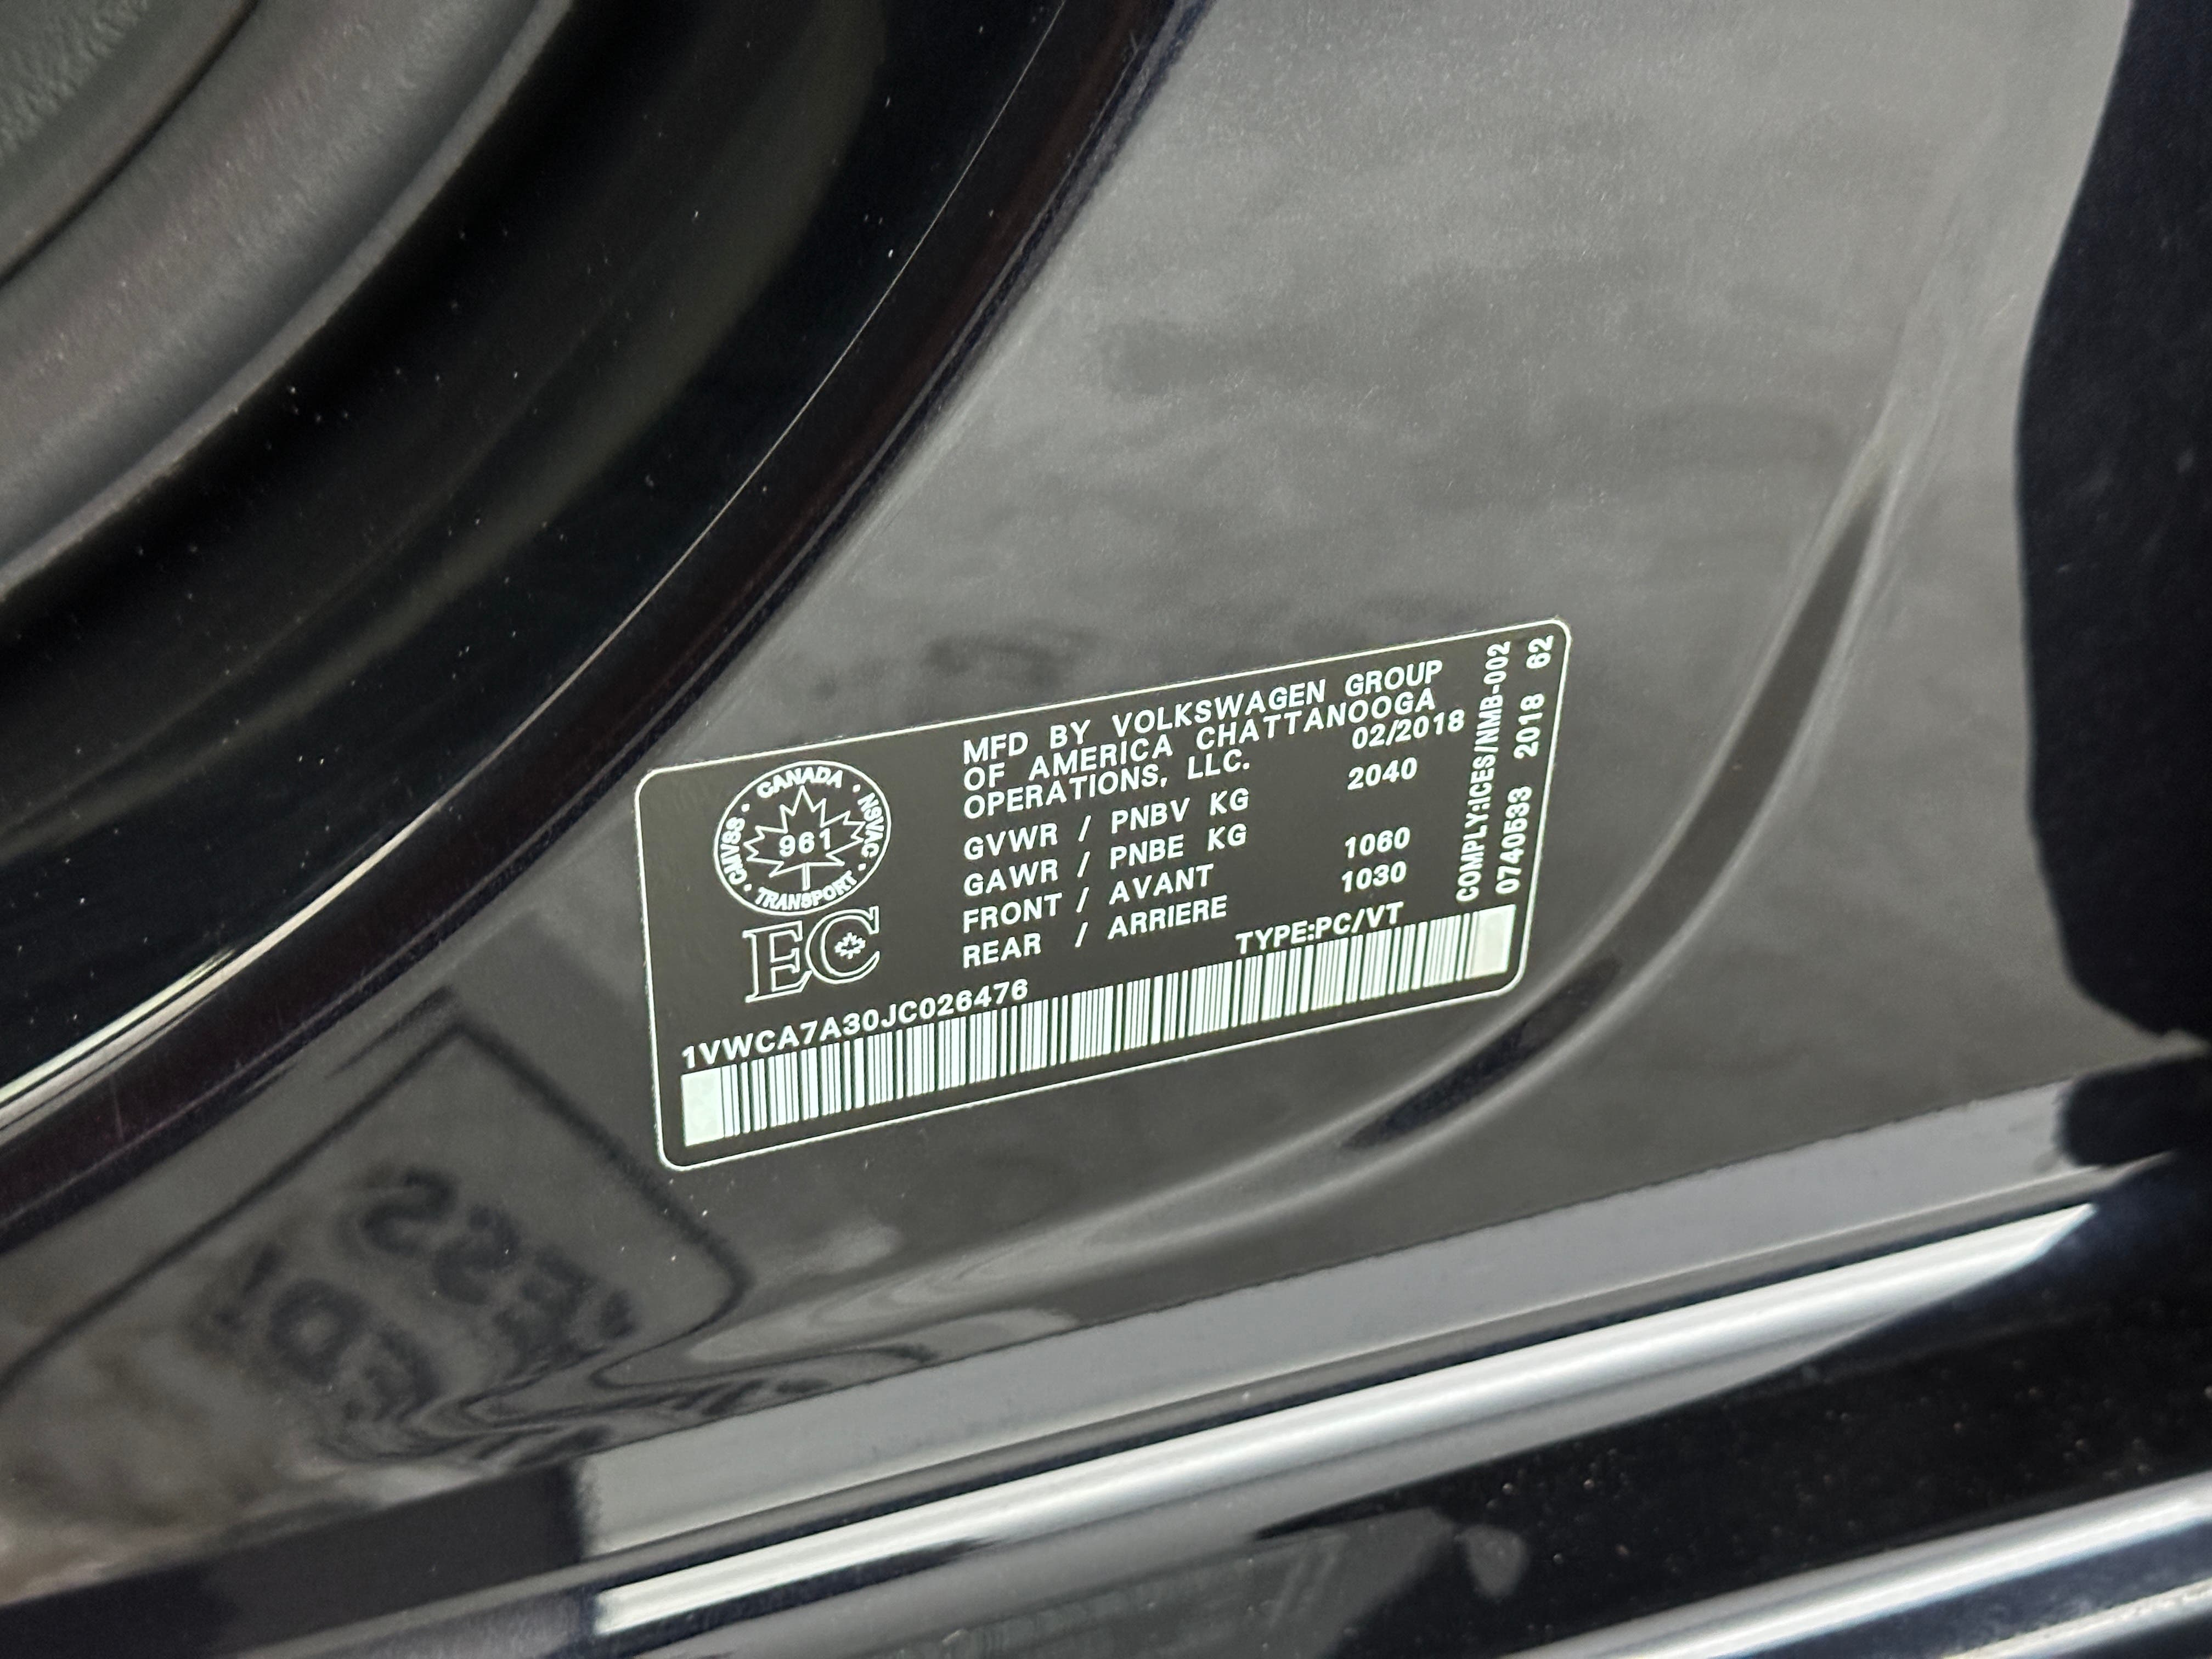 MFD BY VOLKSWAGEN GROUP
OF AMERICA CHATTANOOGA
OPERATIONS, LLC. 02/2018
GVWR / PNBV KG 2040
GAWR / PNBE KG
FRONT / AVANT 1060
REAR / ARRIERE 1030
TYPE:PC/VT
CANADA
CMVSS
NSVAC
961
TRANSPORT
EC
1VWCA7A30JC026476
COMPLY:ICES/NMB-002
0740533 2018 62